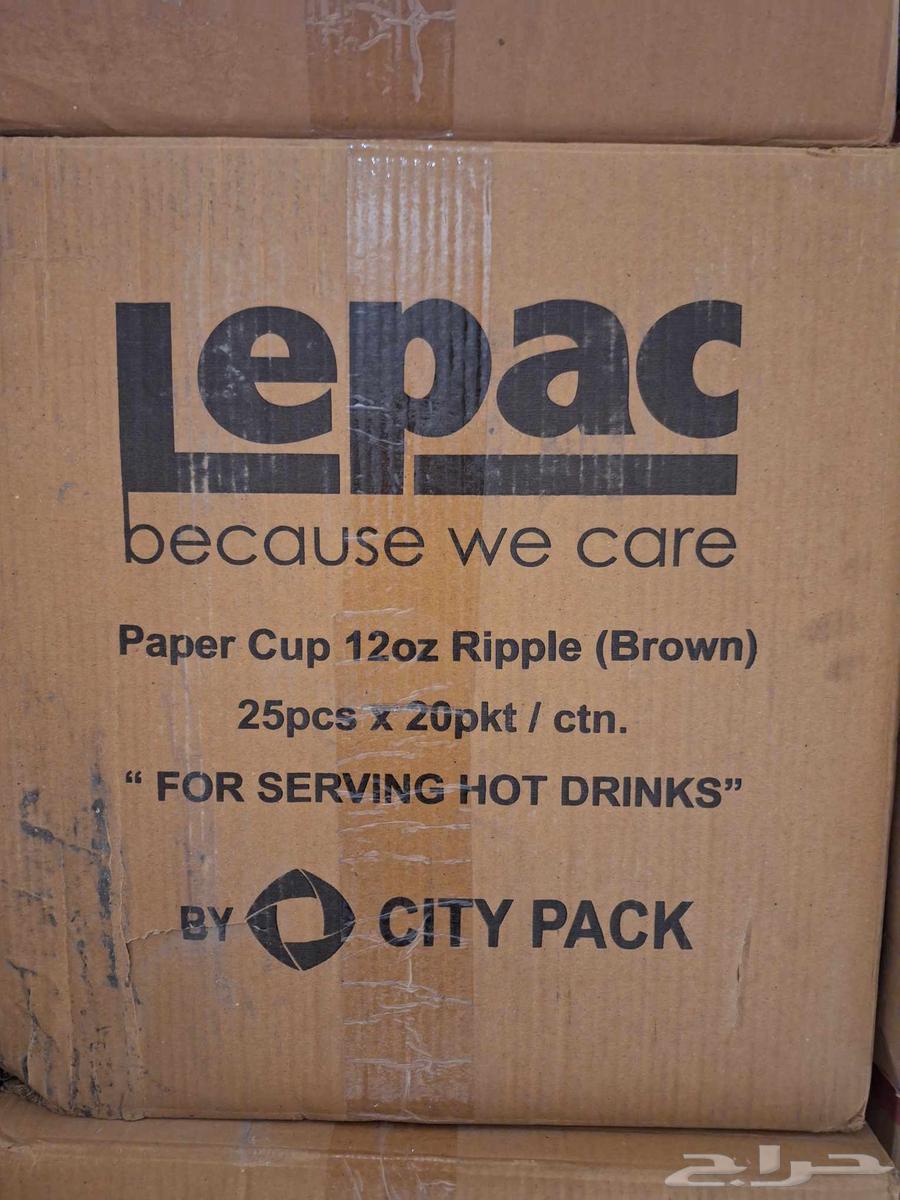 Lepac
because we care
Paper Cup 12oz Ripple (Brown)
25pcs x 20pkt / ctn.
“ FOR SERVING HOT DRINKS”
BY CITY PACK
حراج